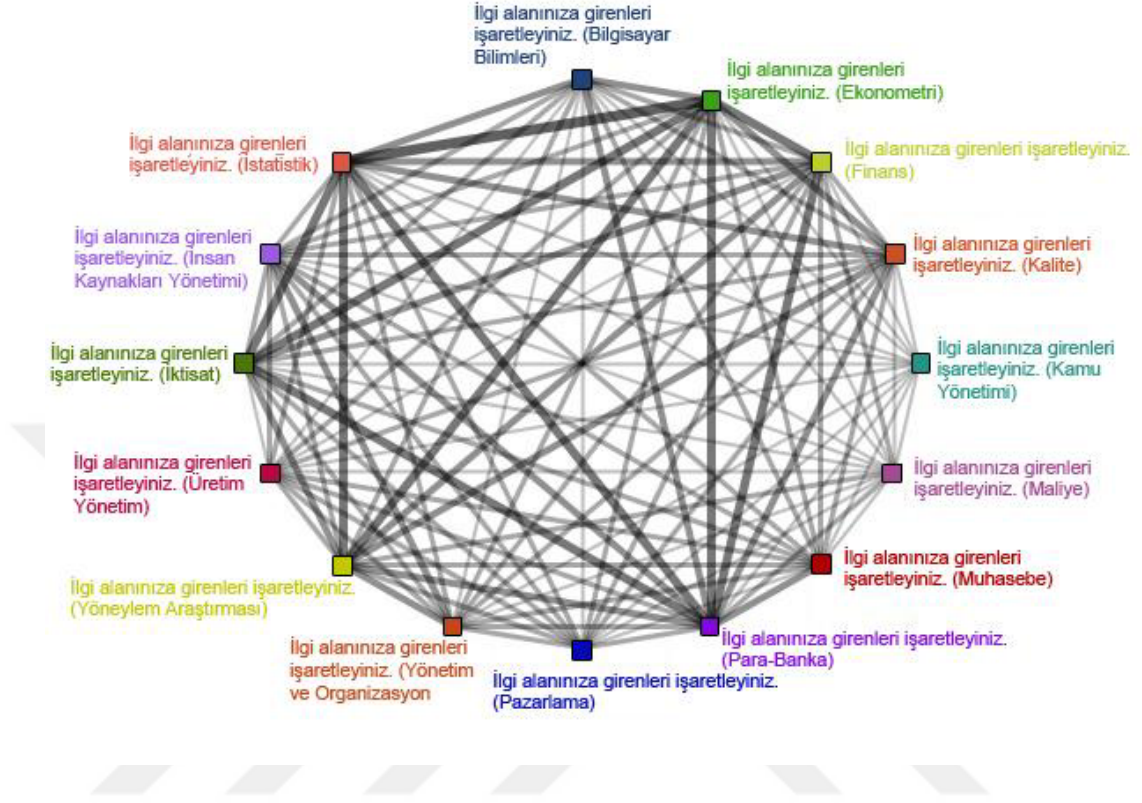 İlgi alanınıza girenleri
işaretleyiniz. (Bilgisayar
Bilimleri)
İlgi alanınıza girenleri
işaretleyiniz. (Ekonometri)
İlgi alanınıza girenleri işaretleyiniz.
(Finans)
İlgi alanınıza girenleri
işaretleyiniz. (Kalite)
İlgi alanınıza girenleri
işaretleyiniz. (Kamu
Yönetimi)
İlgi alanınıza girenleri
işaretleyiniz. (Maliye)
İlgi alanınıza girenleri
işaretleyiniz. (Muhasebe)
İlgi alanınıza girenleri işaretleyiniz.
(Para-Banka)
İlgi alanınıza girenleri işaretleyiniz.
(Pazarlama)
İlgi alanınıza girenleri
işaretleyiniz. (Yönetim
ve Organizasyon
İlgi alanınıza girenleri işaretleyiniz.
(Yöneylem Araştırması)
İlgi alanınıza girenleri
işaretleyiniz. (Üretim
Yönetim)
İlgi alanınıza girenleri
işaretleyiniz. (İktisat)
İlgi alanınıza girenleri
işaretleyiniz. (İnsan
Kaynakları Yönetimi)
İlgi alanınıza girenleri
işaretleyiniz. (İstatistik)